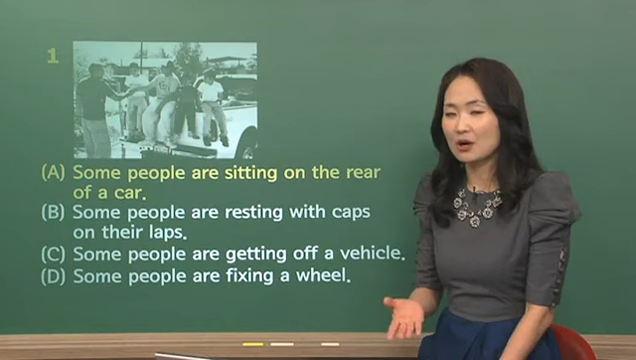 1
(A) Some people are sitting on the rear
of a car.
(B) Some people are resting with caps
on their laps.
(C) Some people are getting off a vehicle.
(D) Some people are fixing a wheel.